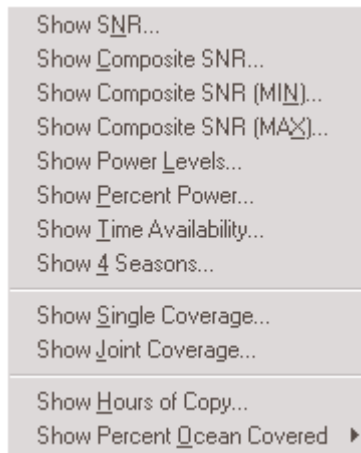 Show SNR...
Show Composite SNR...
Show Composite SNR (MIN)...
Show Composite SNR (MAX)...
Show Power Levels...
Show Percent Power...
Show Time Availability...
Show 4 Seasons...
Show Single Coverage...
Show Joint Coverage...
Show Hours of Copy...
Show Percent Ocean Covered